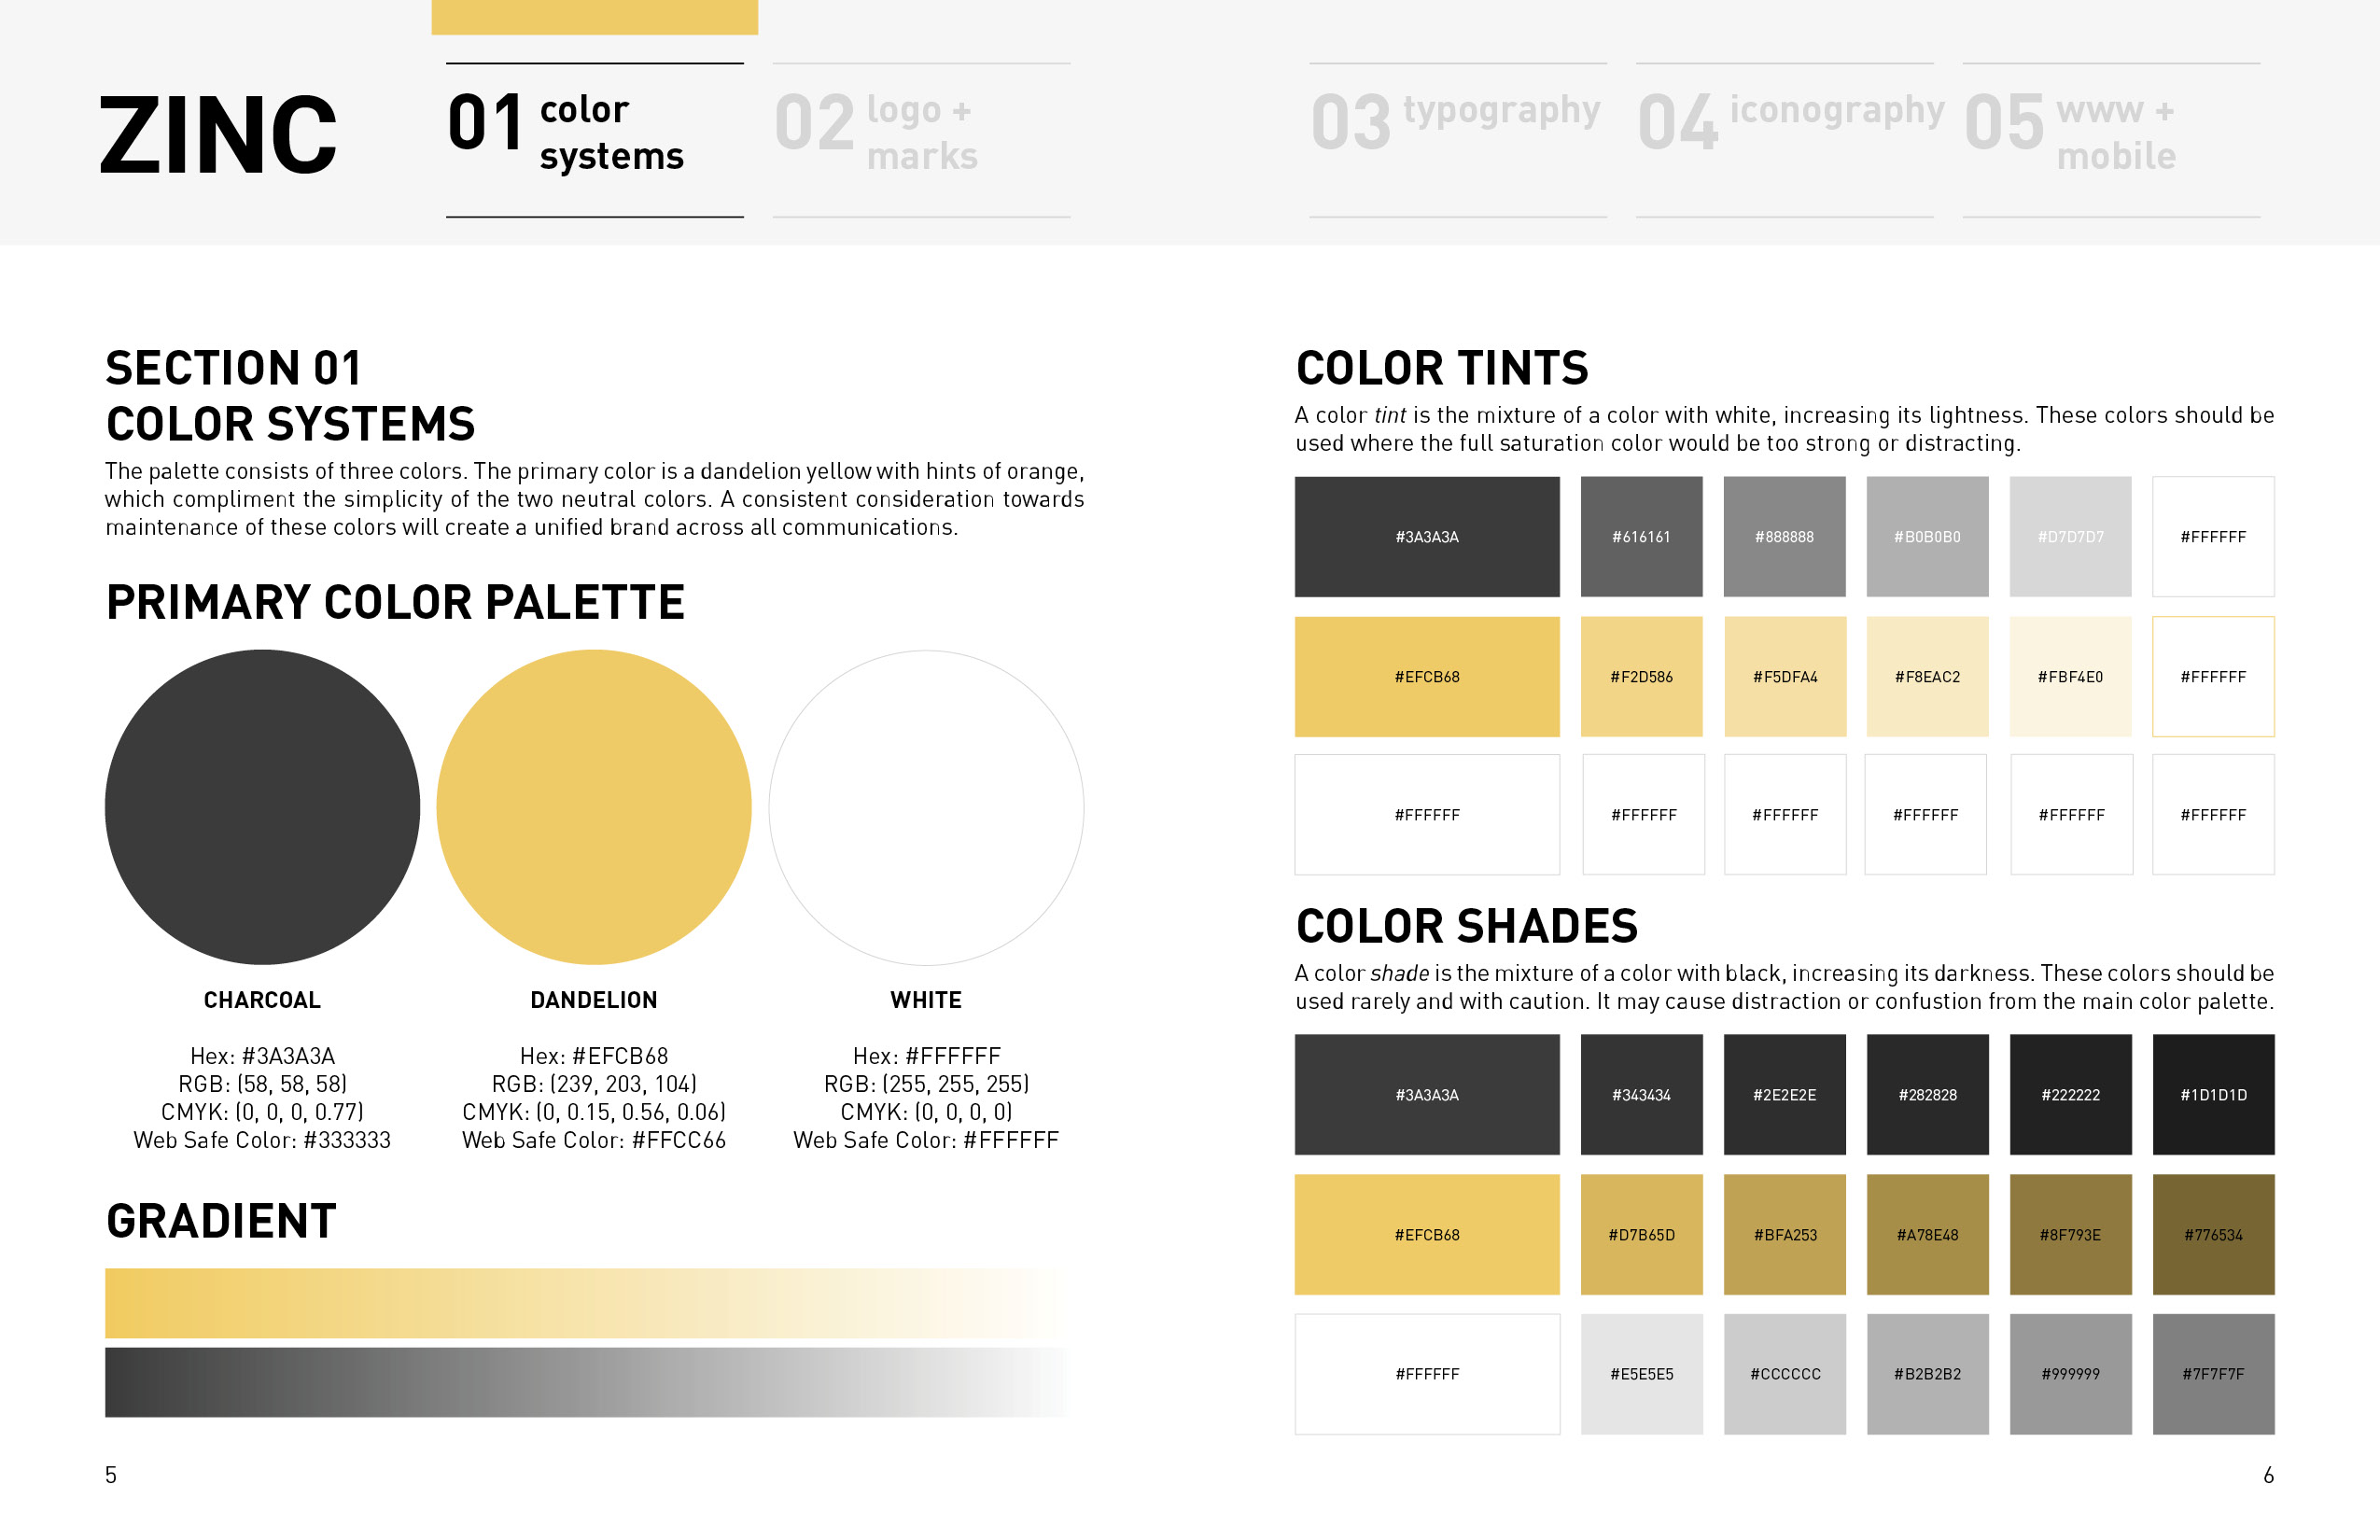 ZINC
01 color
systems
02 logo +
marks
03 typography
04 iconography
05 www +
mobile
SECTION 01
COLOR SYSTEMS
The palette consists of three colors. The primary color is a dandelion yellow with hints of orange,
which compliment the simplicity of the two neutral colors. A consistent consideration towards
maintenance of these colors will create a unified brand across all communications.
PRIMARY COLOR PALETTE
CHARCOAL
Hex: #3A3A3A
RGB: (58, 58, 58)
CMYK: (0, 0, 0, 0.77)
Web Safe Color: #333333
DANDELION
Hex: #EFCB68
RGB: (239, 203, 104)
CMYK: (0, 0.15, 0.56, 0.06)
Web Safe Color: #FFCC66
WHITE
Hex: #FFFFFF
RGB: (255, 255, 255)
CMYK: (0, 0, 0, 0)
Web Safe Color: #FFFFFF
GRADIENT
5
COLOR TINTS
A color tint is the mixture of a color with white, increasing its lightness. These colors should be
used where the full saturation color would be too strong or distracting.
#3A3A3A #616161 #888888 #B0B0B0 #D7D7D7 #FFFFFF
#EFCB68 #F2D586 #F5DFA4 #F8EAC2 #FBF4E0 #FFFFFF
#FFFFFF #FFFFFF #FFFFFF #FFFFFF #FFFFFF #FFFFFF
COLOR SHADES
A color shade is the mixture of a color with black, increasing its darkness. These colors should be
used rarely and with caution. It may cause distraction or confustion from the main color palette.
#3A3A3A #343434 #2E2E2E #282828 #222222 #1D1D1D
#EFCB68 #D7B65D #BFA253 #A78E48 #8F793E #776534
#FFFFFF #E5E5E5 #CCCCCC #B2B2B2 #999999 #7F7F7F
6